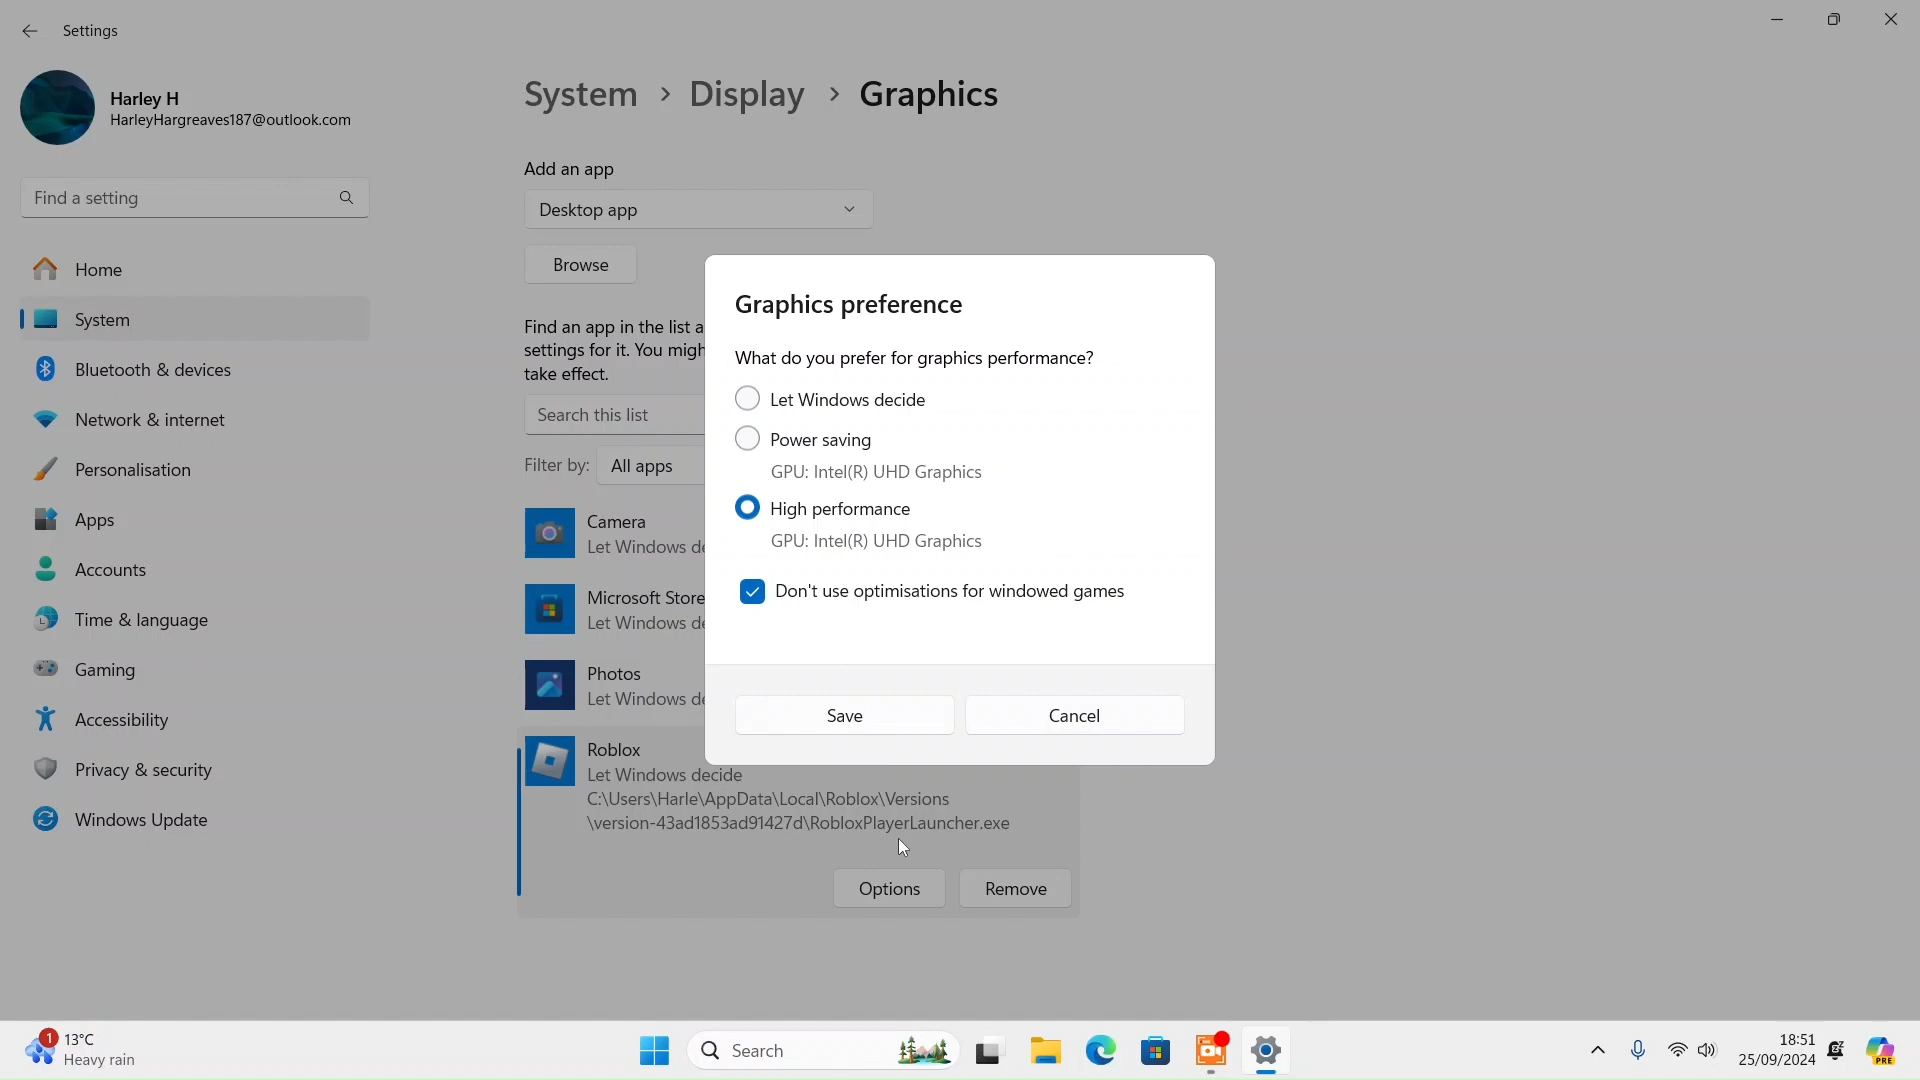 Settings
Harley H
HarleyHargreaves187@outlook.com
Find a setting
Home
System
Bluetooth & devices
Network & internet
Personalisation
Apps
Accounts
Time & language
Gaming
Accessibility
Privacy & security
Windows Update
System > Display > Graphics
Add an app
Desktop app
Browse
Find an app in the list a
settings for it. You migh
take effect.
Search this list
Filter by: All apps
Camera
Let Windows de
Microsoft Store
Let Windows de
Photos
Let Windows de
Roblox
Let Windows decide
C:\Users\Harle\AppData\Local\Roblox\Versions
\version-43ad1853ad91427d\RobloxPlayerLauncher.exe
Options
Remove
Graphics preference
What do you prefer for graphics performance?
Let Windows decide
Power saving
GPU: Intel(R) UHD Graphics
High performance
GPU: Intel(R) UHD Graphics
Don't use optimisations for windowed games
Save
Cancel
1
13°C
Heavy rain
Search
18:51
25/09/2024
PRE